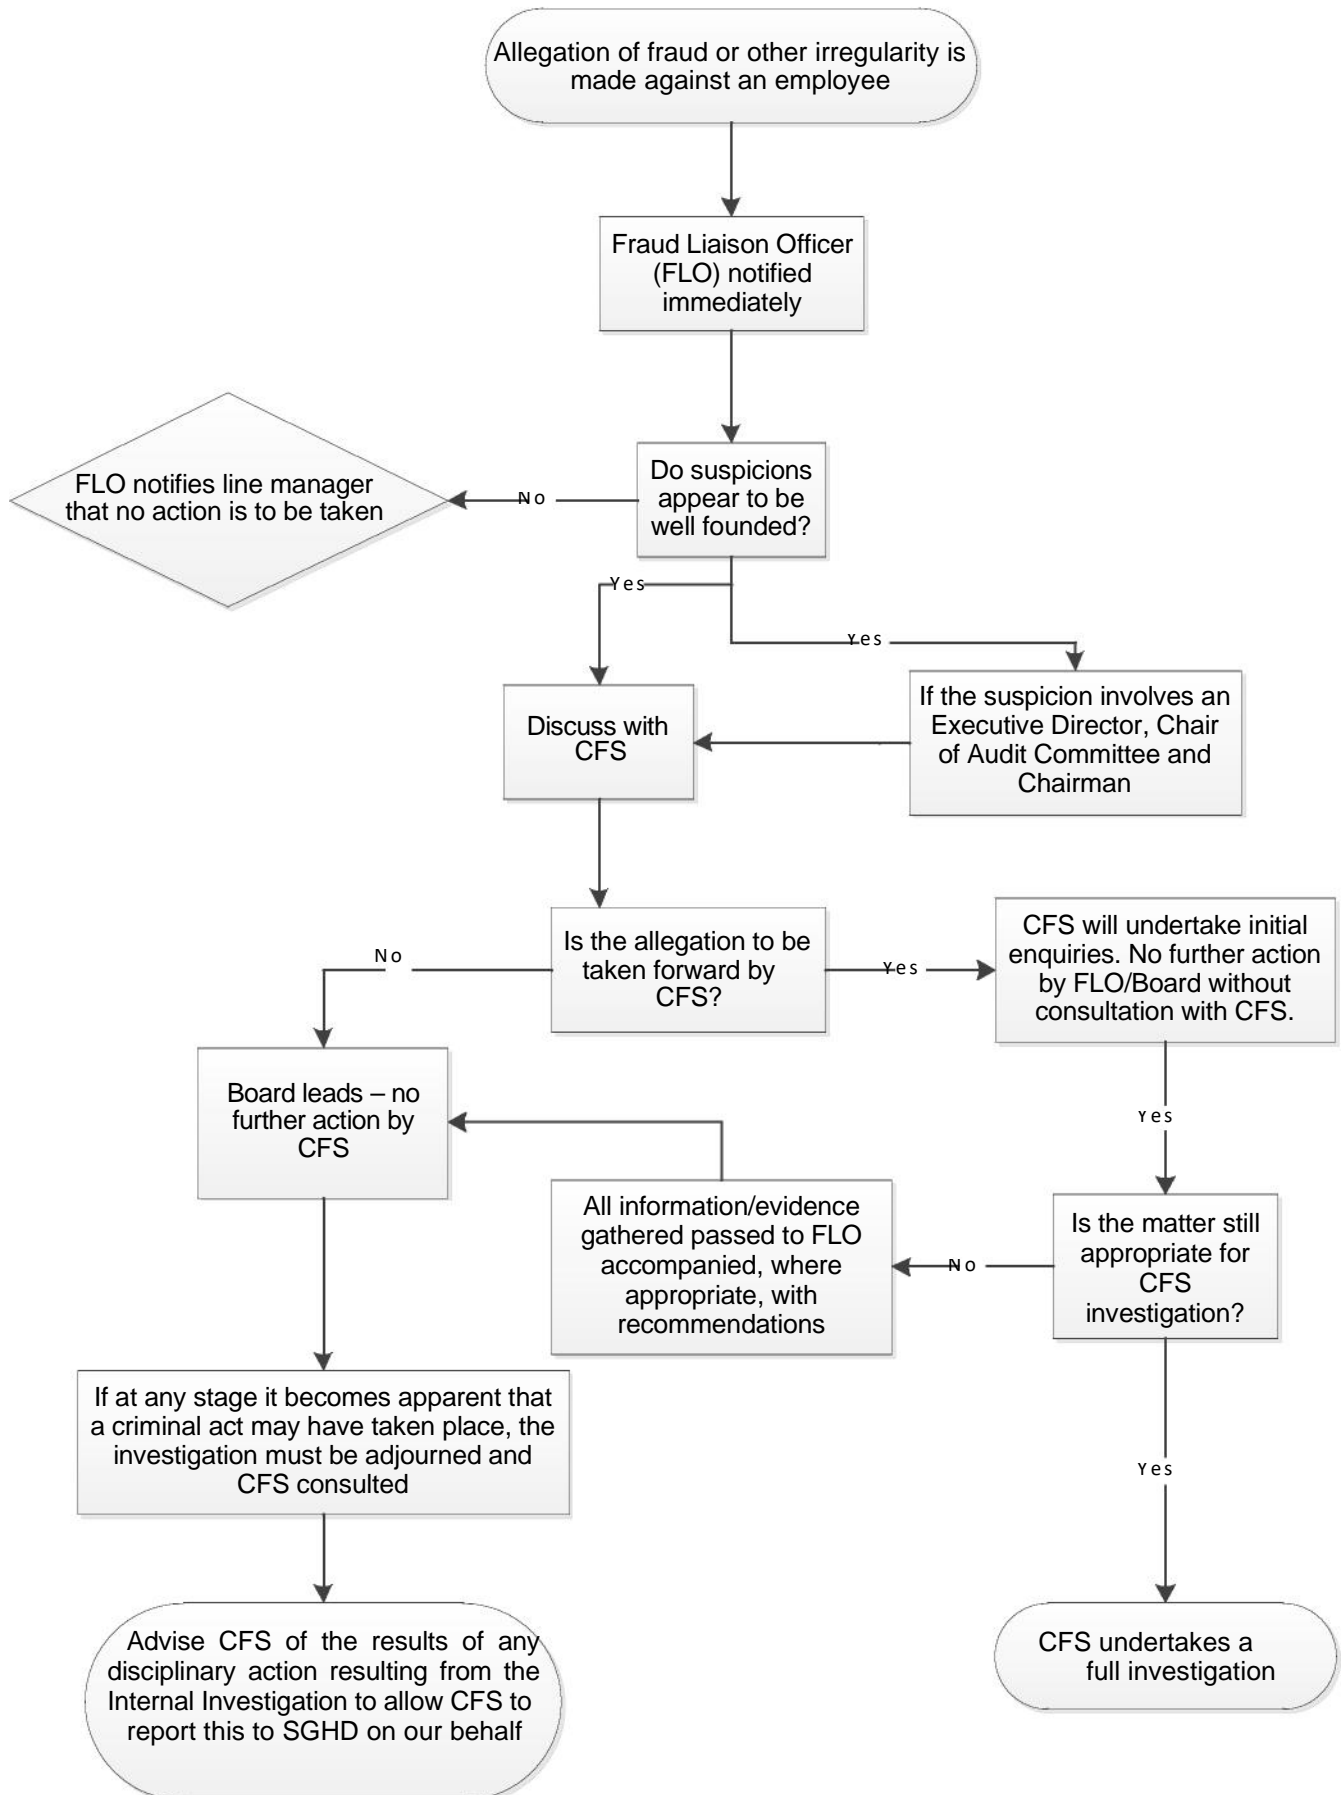 Allegation of fraud or other irregularity is
made against an employee
Fraud Liaison Officer
(FLO) notified
immediately
Do suspicions
appear to be
well founded?
No
FLO notifies line manager
that no action is to be taken
Yes
Yes
Discuss with
CFS
If the suspicion involves an
Executive Director, Chair
of Audit Committee and
Chairman
Is the allegation to be
taken forward by
CFS?
No
Yes
CFS will undertake initial
enquiries. No further action
by FLO/Board without
consultation with CFS.
Board leads – no
further action by
CFS
Yes
All information/evidence
gathered passed to FLO
accompanied, where
appropriate, with
recommendations
No
Is the matter still
appropriate for
CFS
investigation?
If at any stage it becomes apparent that
a criminal act may have taken place, the
investigation must be adjourned and
CFS consulted
Yes
Advise CFS of the results of any
disciplinary action resulting from the
Internal Investigation to allow CFS to
report this to SGHD on our behalf
CFS undertakes a
full investigation